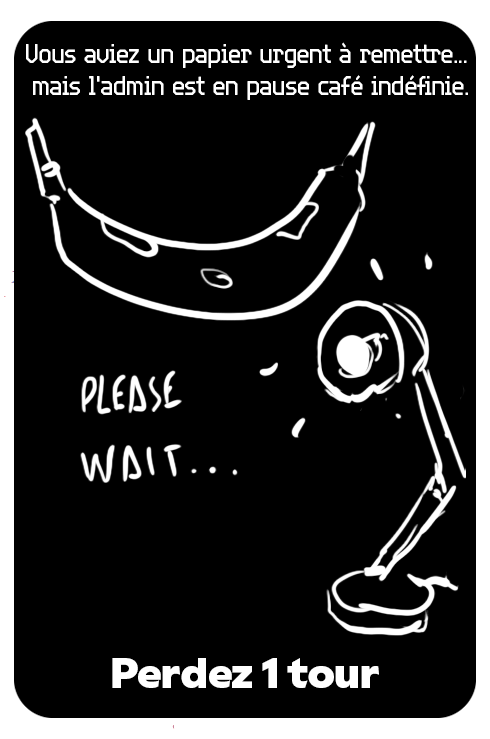 Vous aviez un papier urgent à remettre...
mais l'admin est en pause café indéfinie.
PLEASE
WAIT...
Perdez 1 tour